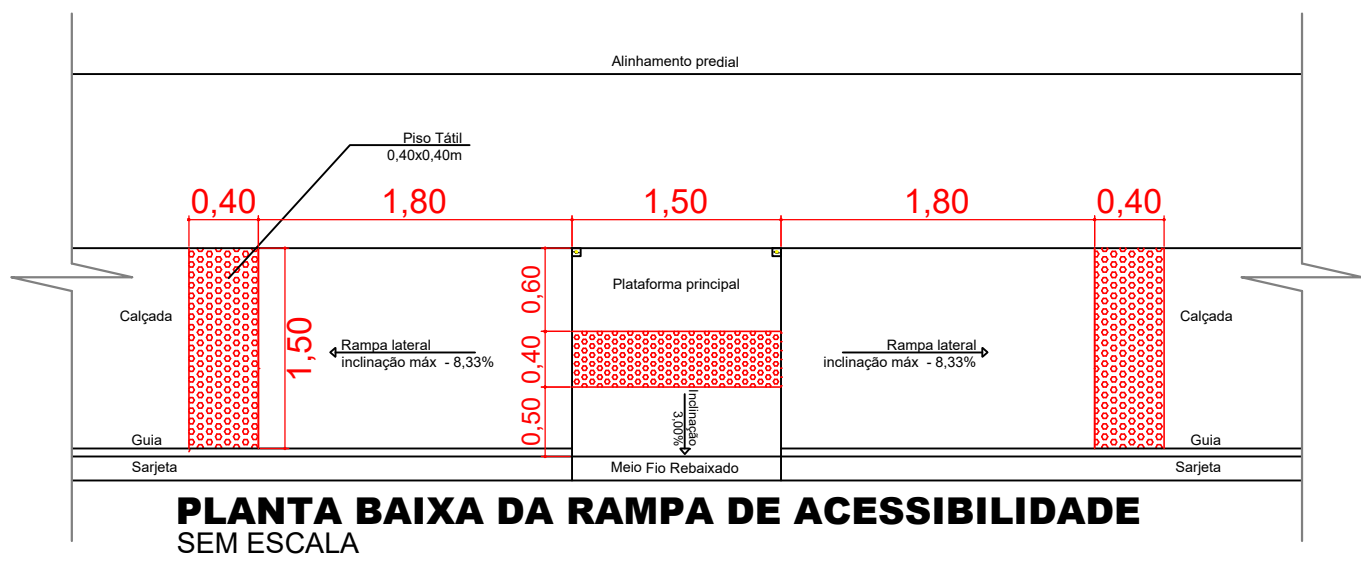 Alinhamento predial
Piso Tátil
0,40x0,40m
0,40
1,80
1,50
1,80
0,40
Calçada
1,50
Rampa lateral
inclinação máx - 8,33%
0,60
0,40
0,50
Plataforma principal
Inclinação
3,00%
Rampa lateral
inclinação máx - 8,33%
Calçada
Guia
Guia
Sarjeta
Meio Fio Rebaixado
Sarjeta
PLANTA BAIXA DA RAMPA DE ACESSIBILIDADE
SEM ESCALA